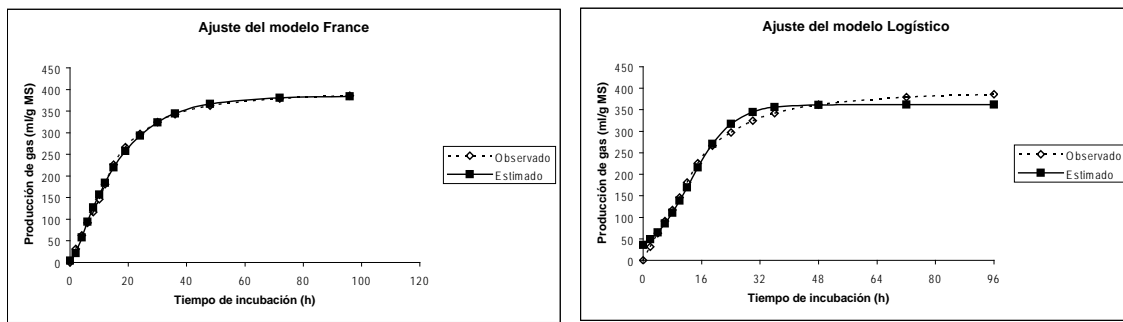 Ajuste del modelo France
Producción de gas (ml/g MS)
450
400
350
300
250
200
150
100
50
0
0 20 40 60 80 100 120
Tiempo de incubación (h)
Observado
Estimado
Ajuste del modelo Logístico
Producción de gas (ml/g MS)
450
400
350
300
250
200
150
100
50
0
0 16 32 48 64 80 96
Tiempo de incubación (h)
Observado
Estimado